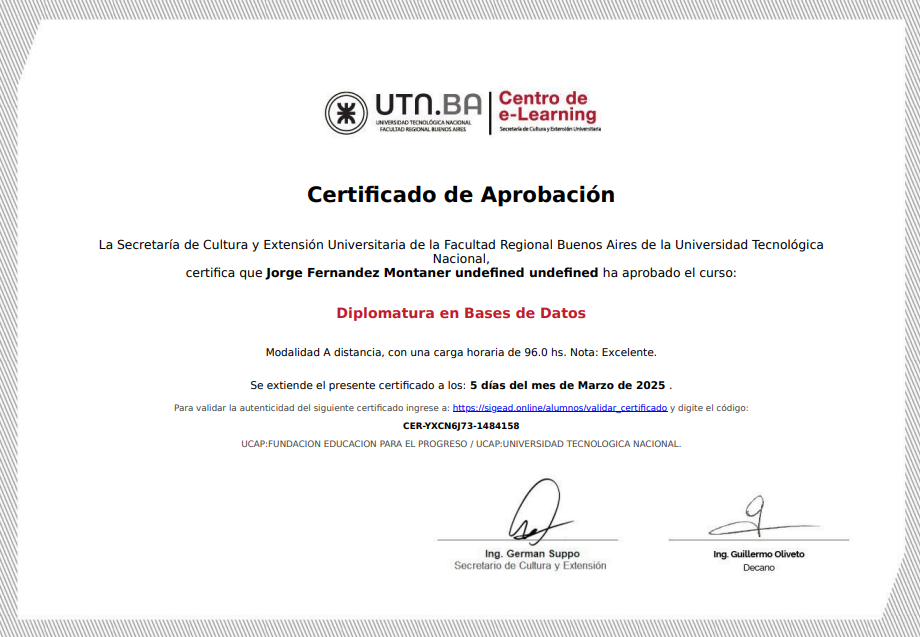 UTN.BA
UNIVERSIDAD TECNOLÓGICA NACIONAL
FACULTAD REGIONAL BUENOS AIRES
Centro de
e-Learning
Secretaría de Cultura y Extensión Universitaria
Certificado de Aprobación
La Secretaría de Cultura y Extensión Universitaria de la Facultad Regional Buenos Aires de la Universidad Tecnológica
Nacional,
certifica que Jorge Fernandez Montaner undefined undefined ha aprobado el curso:
Diplomatura en Bases de Datos
Modalidad A distancia, con una carga horaria de 96.0 hs. Nota: Excelente.
Se extiende el presente certificado a los: 5 días del mes de Marzo de 2025 .
Para validar la autenticidad del siguiente certificado ingrese a: https://sigead.online/alumnos/validar_certificado y digite el código:
CER-YXCN6J73-1484158
UCAP:FUNDACION EDUCACION PARA EL PROGRESO / UCAP:UNIVERSIDAD TECNOLOGICA NACIONAL.
Ing. German Suppo
Secretario de Cultura y Extensión
Ing. Guillermo Oliveto
Decano